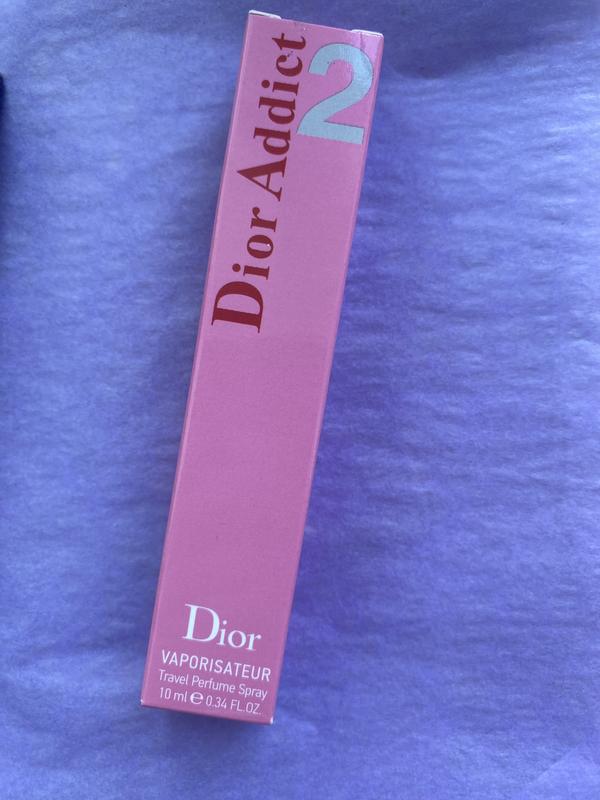 Dior Addict
2
Dior
VAPORISATEUR
Travel Perfume Spray
10 ml ℮ 0.34 FL.OZ.